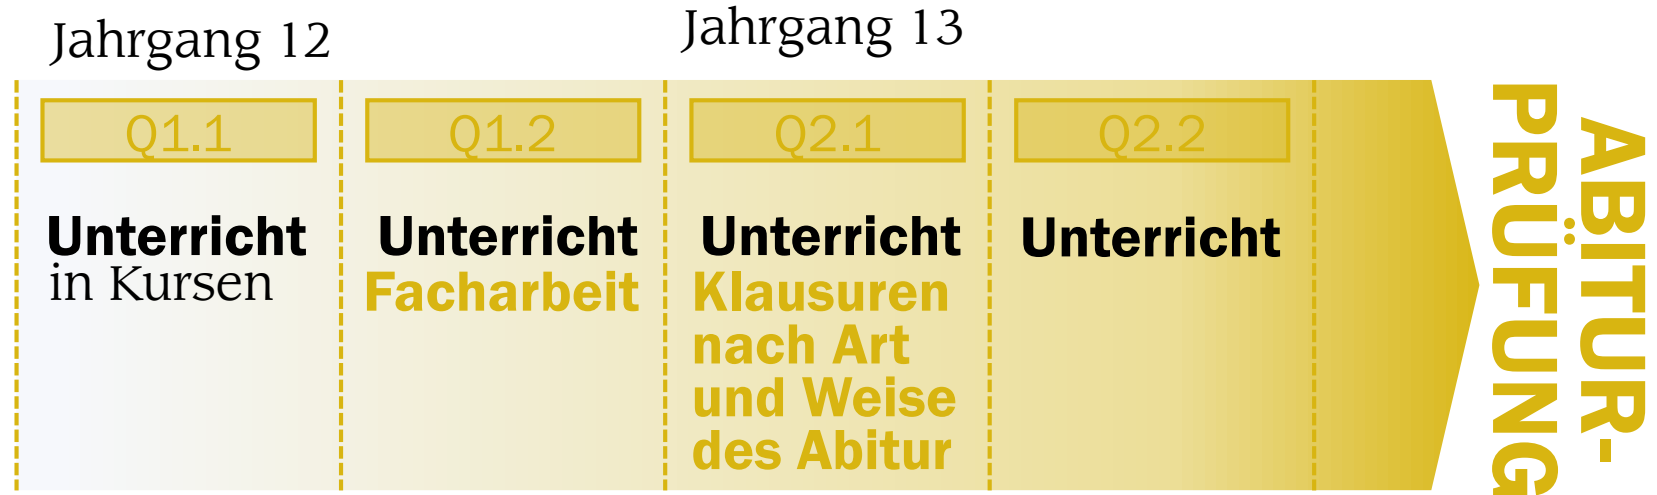 Jahrgang 12
Jahrgang 13
Q1.1
Unterricht
in Kursen
Q1.2
Unterricht
Facharbeit
Q2.1
Unterricht
Klausuren
nach Art
und Weise
des Abitur
Q2.2
Unterricht
ABITUR-
PRÜFUNG